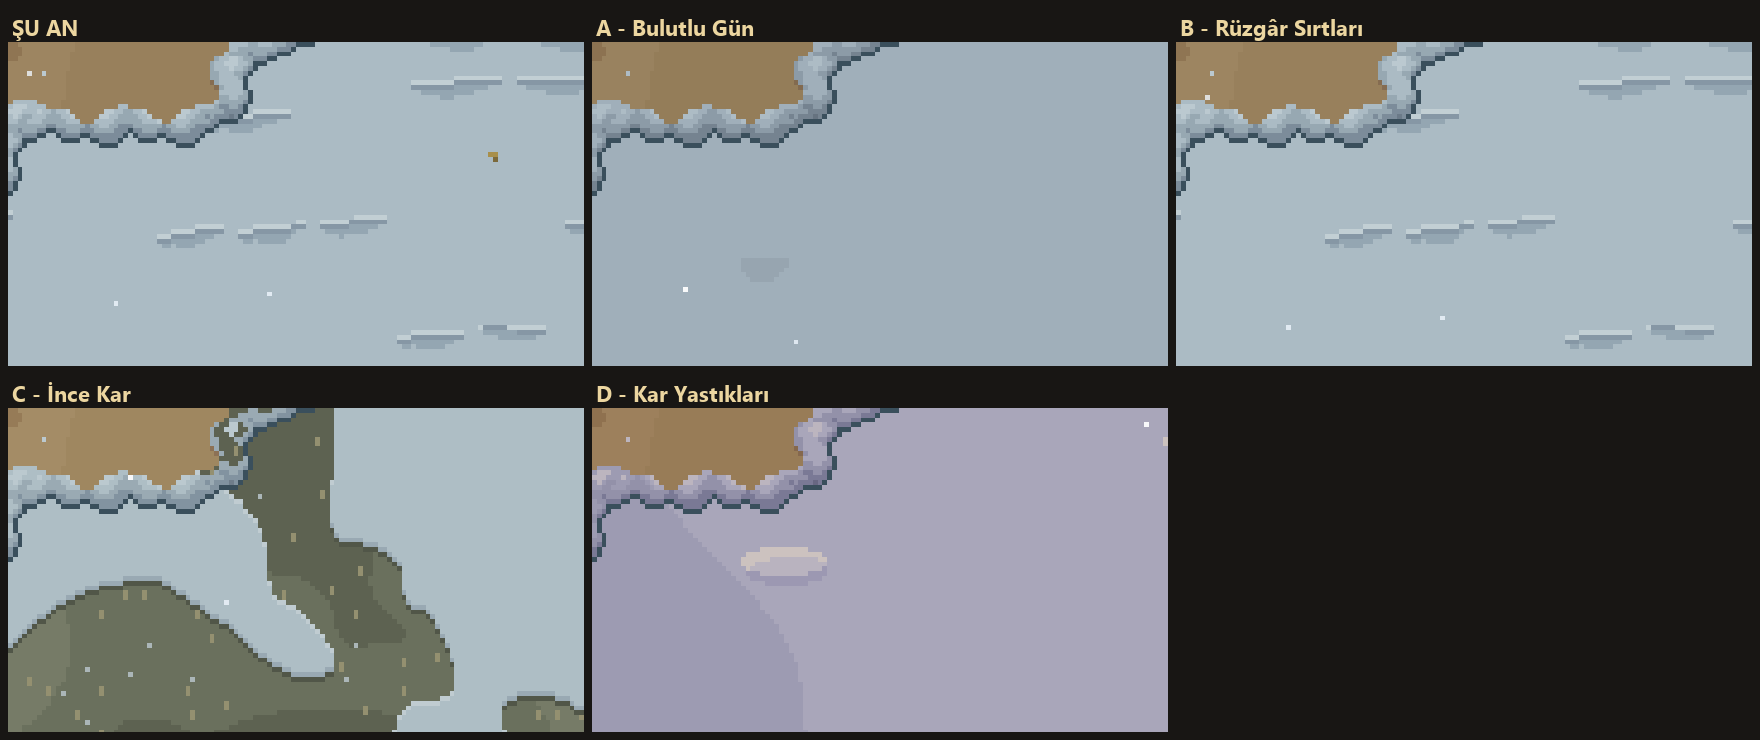 ŞU AN
A - Bulutlu Gün
B - Rüzgâr Sırtları
C - İnce Kar
D - Kar Yastıkları